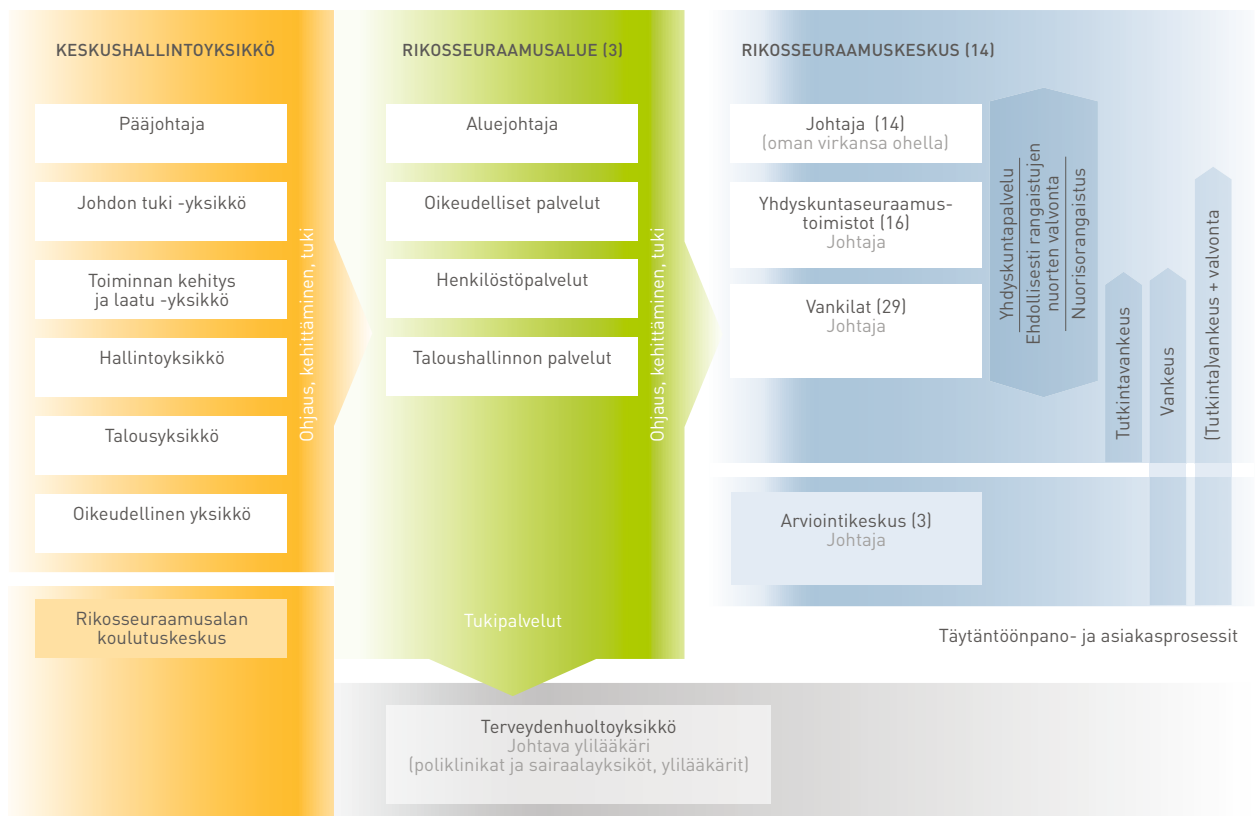 KESKUSHALLINTOYKSIKKÖ
Pääjohtaja
Johdon tuki -yksikkö
Toiminnan kehitys
ja laatu -yksikkö
Hallintoyksikkö
Talousyksikkö
Oikeudellinen yksikkö
Rikosseuraamusalan
koulutuskeskus
Ohjaus, kehittäminen, tuki
RIKOSSEURAAMUSALUE (3)
Aluejohtaja
Oikeudelliset palvelut
Henkilöstöpalvelut
Taloushallinnon palvelut
Tukipalvelut
Ohjaus, kehittäminen, tuki
RIKOSSEURAAMUSKESKUS (14)
Johtaja (14)
(oman virkansa ohella)
Yhdyskuntaseuraamus-
toimistot (16)
Johtaja
Vankilat (29)
Johtaja
Yhdyskuntapalvelu
Ehdollisesti rangaistujen
nuorten valvonta
Nuorisorangaistus
Tutkintavankeus
Vankeus
(Tutkinta)vankeus + valvonta
Arviointikeskus (3)
Johtaja
Täytäntöönpano- ja asiakasprosessit
Terveydenhuoltoyksikkö
Johtava ylilääkäri
(poliklinikat ja sairaalayksiköt, ylilääkärit)